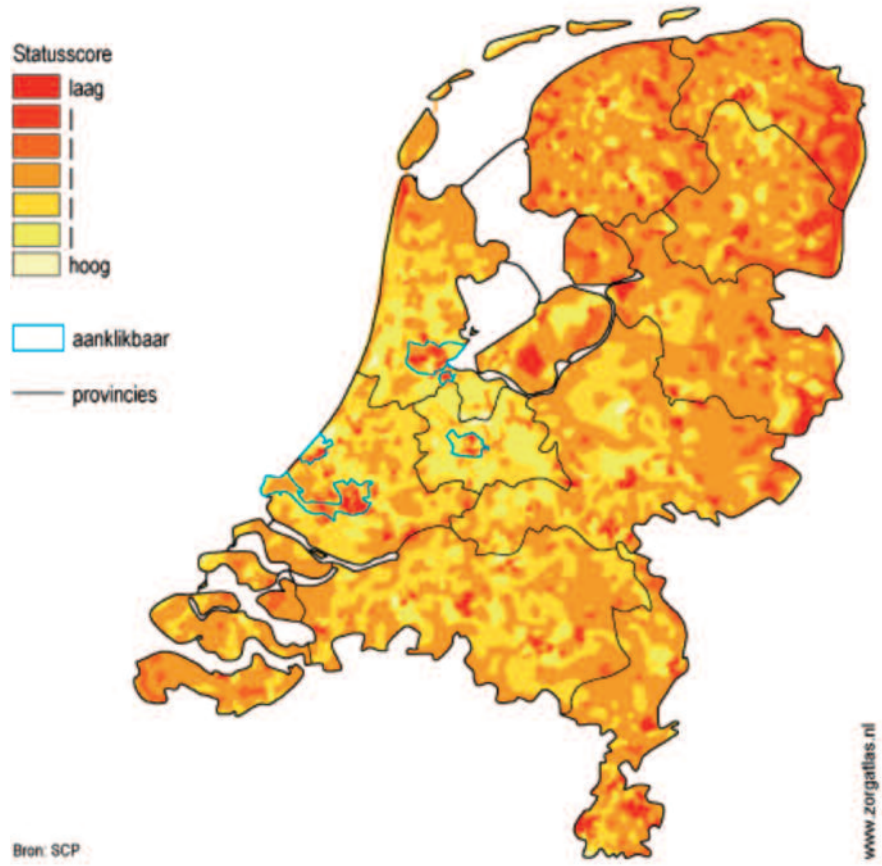 Statusscore
laag
|
|
|
|
|
hoog
aanklikbaar
provincies
Bron: SCP
www.zorgatlas.nl